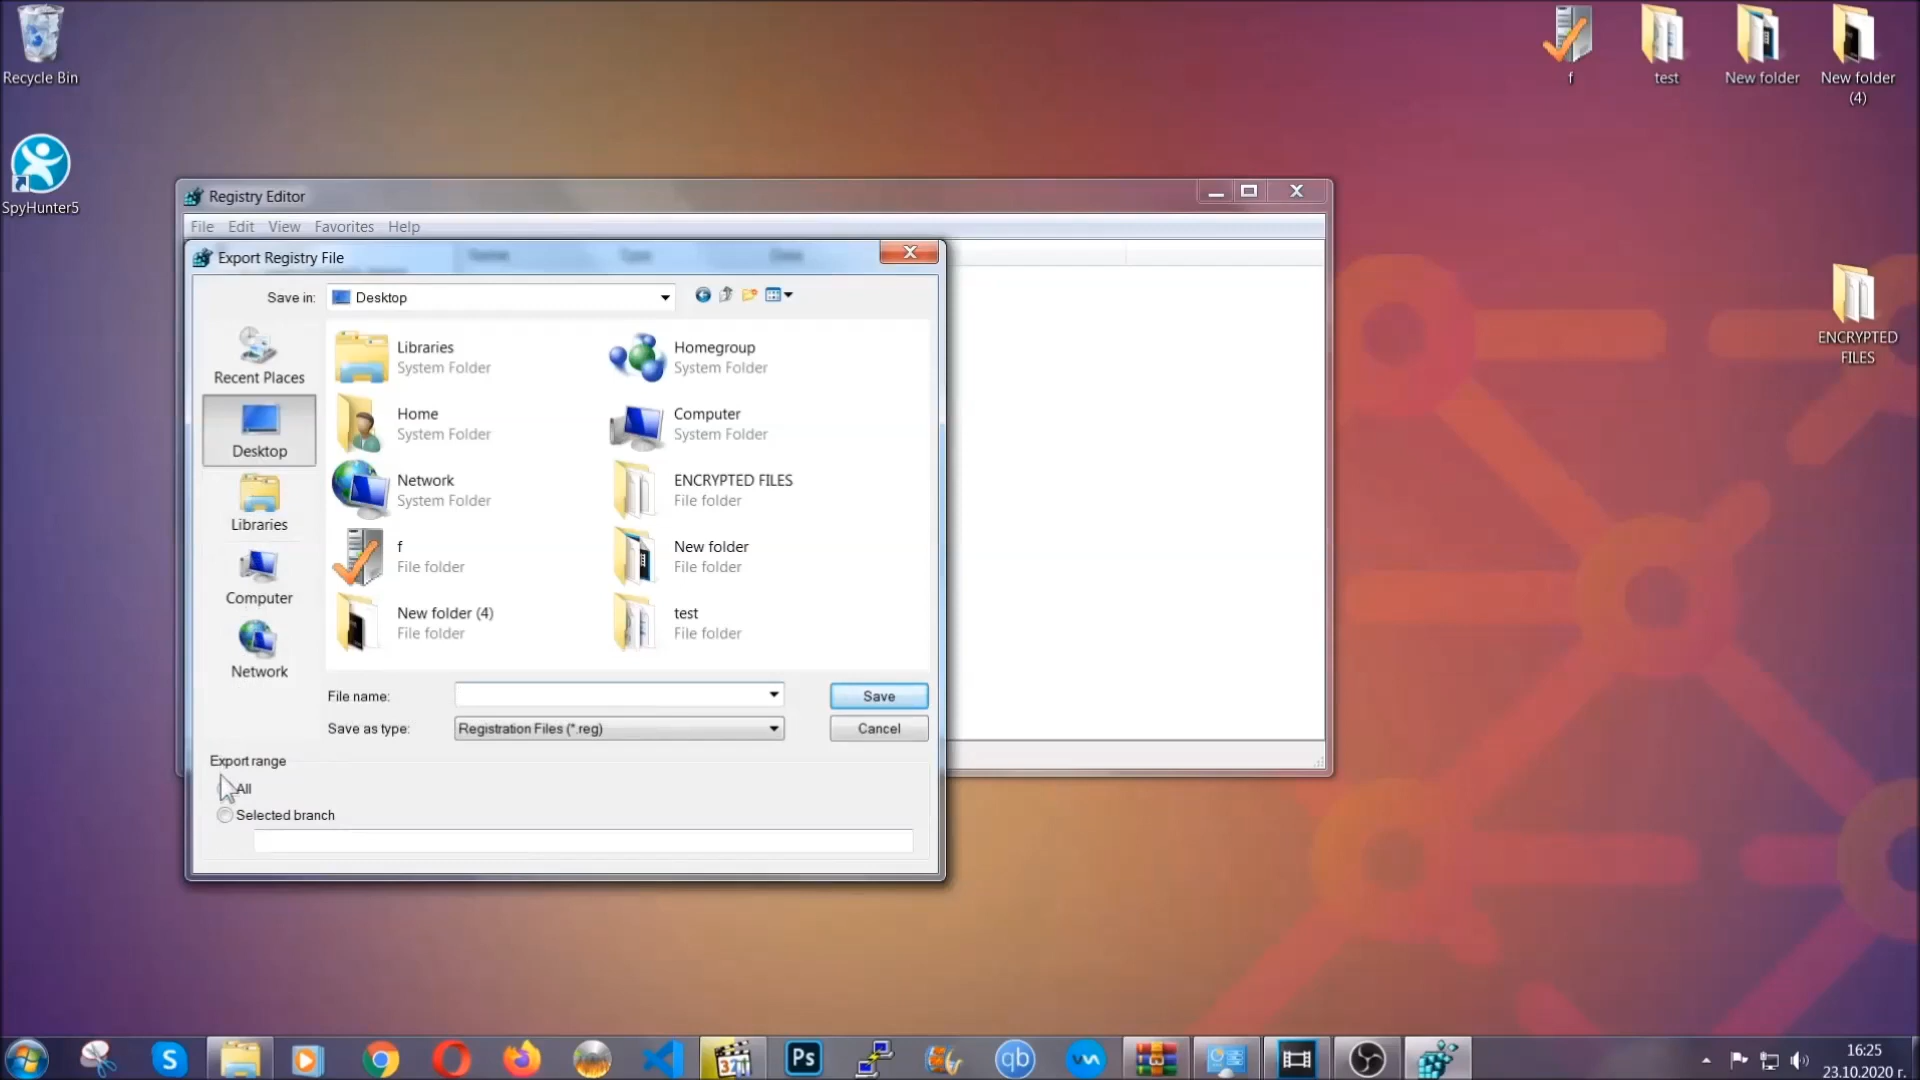 Recycle Bin
SpyHunter5
f
test
New folder
New folder
(4)
ENCRYPTED
FILES
Registry Editor
File Edit View Favorites Help
Export Registry File
Save in:
Desktop
Recent Places
Desktop
Libraries
Computer
Network
Libraries
System Folder
Homegroup
System Folder
Home
System Folder
Computer
System Folder
Network
System Folder
ENCRYPTED FILES
File folder
f
File folder
New folder
File folder
New folder (4)
File folder
test
File folder
File name:
Save
Save as type:
Registration Files (*.reg)
Cancel
Export range
All
Selected branch
S
321
Ps
qb
16:25
23.10.2020 г.